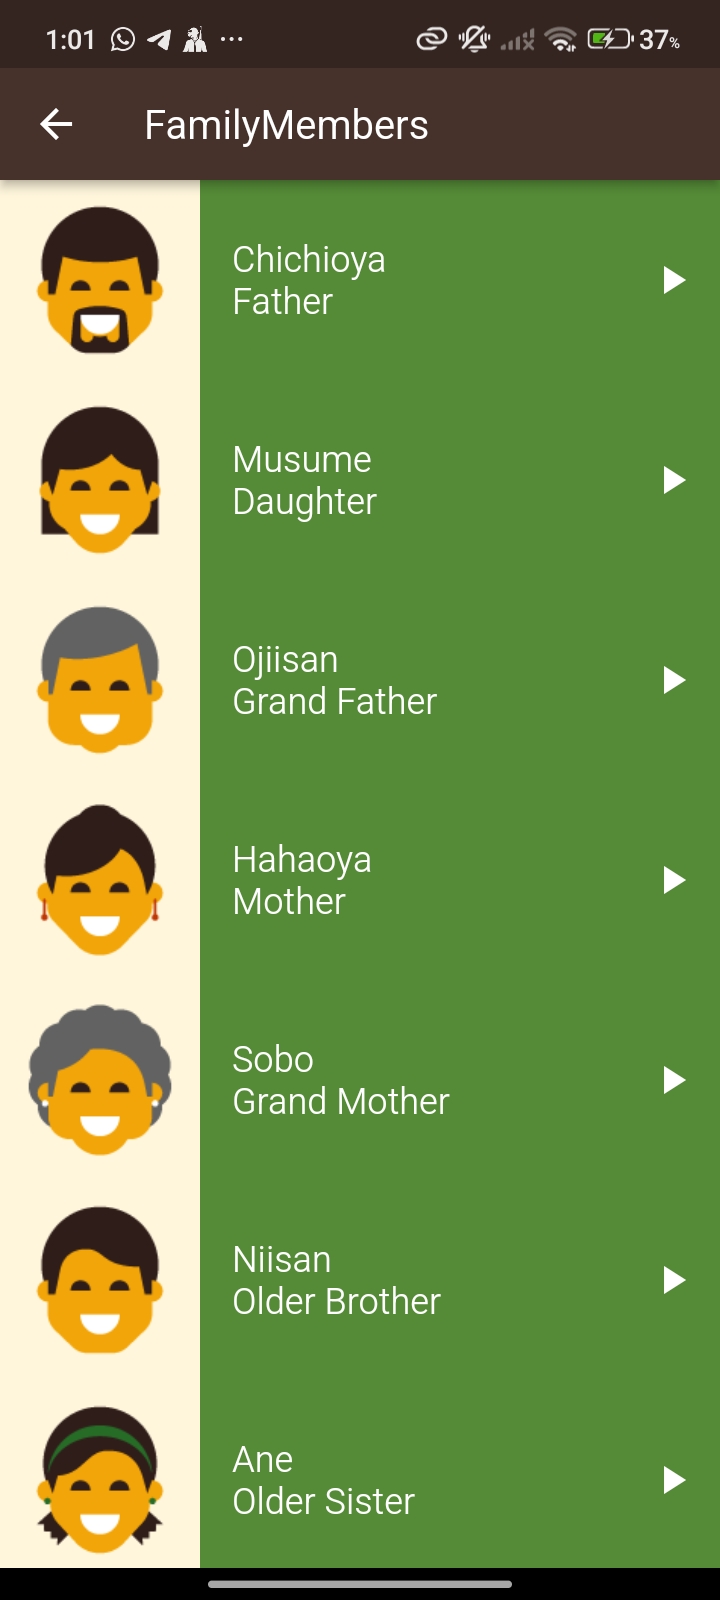 1:01 37%
FamilyMembers
Chichioya
Father
Musume
Daughter
Ojiisan
Grand Father
Hahaoya
Mother
Sobo
Grand Mother
Niisan
Older Brother
Ane
Older Sister